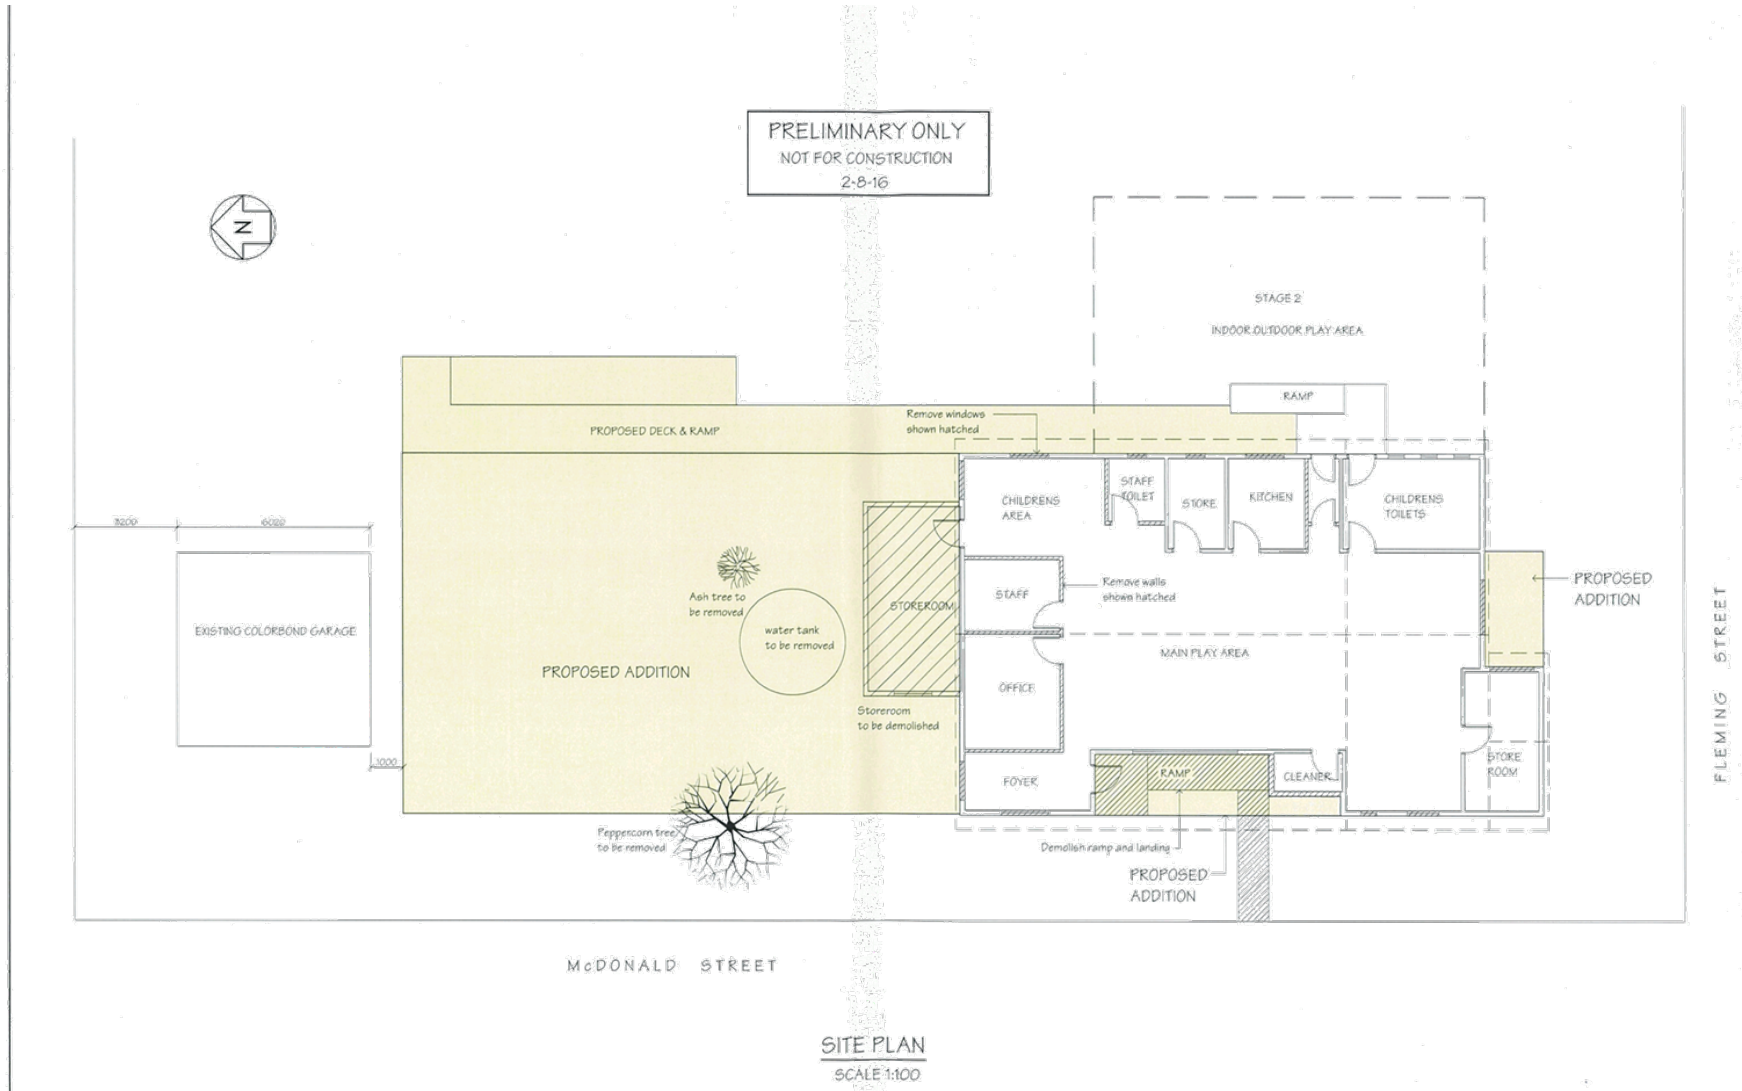 PRELIMINARY ONLY
NOT FOR CONSTRUCTION
2-8-16
N
STAGE 2
INDOOR OUTDOOR PLAY AREA
RAMP
Remove windows
shown hatched
PROPOSED DECK & RAMP
CHILDRENS
AREA
STAFF
TOILET
STORE
KITCHEN
CHILDRENS
TOILETS
3200
6020
EXISTING COLORBOND GARAGE
1000
Ash tree to
be removed
water tank
to be removed
STOREROOM
STAFF
Remove walls
shown hatched
PROPOSED
ADDITION
MAIN PLAY AREA
PROPOSED ADDITION
OFFICE
Storeroom
to be demolished
FOYER
RAMP
CLEANER
STORE
ROOM
Peppercorn tree
to be removed
Demolish ramp and landing
PROPOSED
ADDITION
FLEMING STREET
McDONALD STREET
SITE PLAN
SCALE 1:100